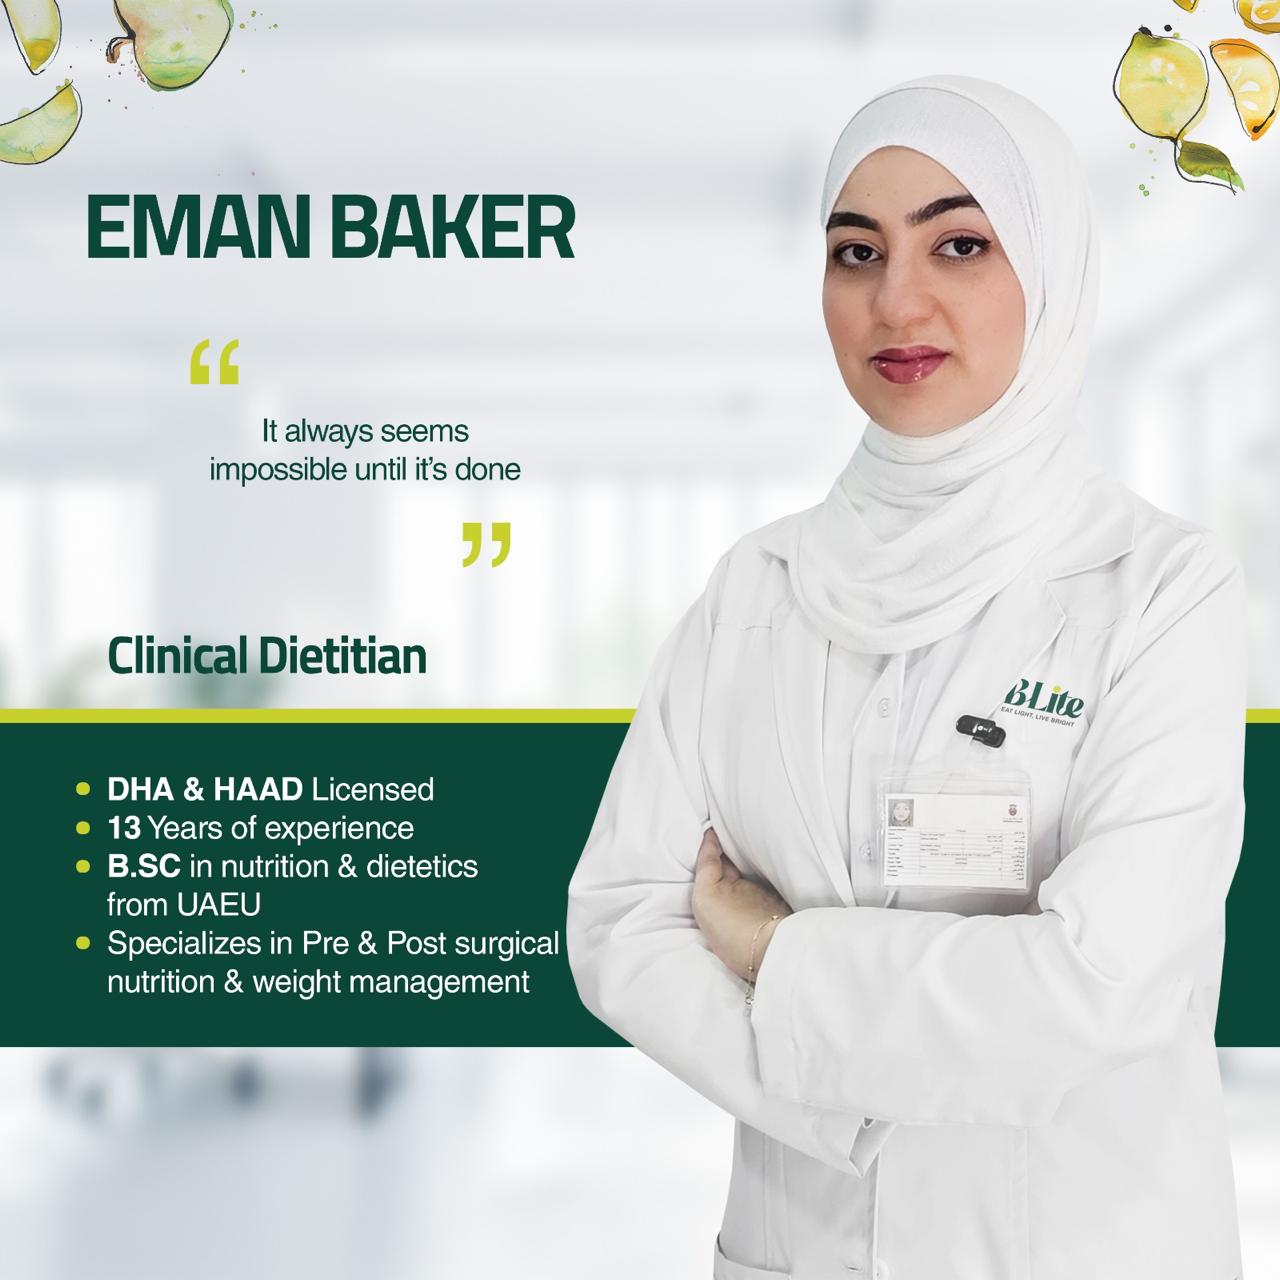 EMAN BAKER
“
It always seems
impossible until it’s done
”
Clinical Dietitian
DHA & HAAD Licensed
13 Years of experience
B.SC in nutrition & dietetics
from UAEU
Specializes in Pre & Post surgical
nutrition & weight management
B-Lite
EAT LIGHT, LIVE BRIGHT